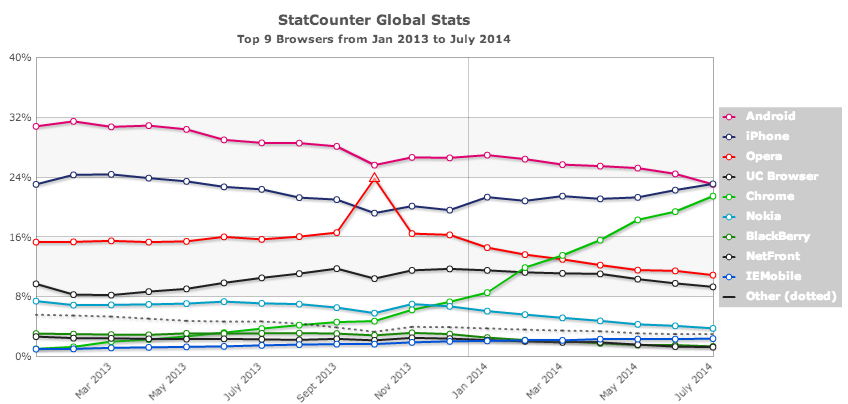 StatCounter Global Stats
Top 9 Browsers from Jan 2013 to July 2014
40%
32%
24%
16%
8%
0%
Mar 2013
May 2013
July 2013
Sept 2013
Nov 2013
Jan 2014
Mar 2014
May 2014
July 2014
Android
iPhone
Opera
UC Browser
Chrome
Nokia
BlackBerry
NetFront
IEMobile
Other (dotted)